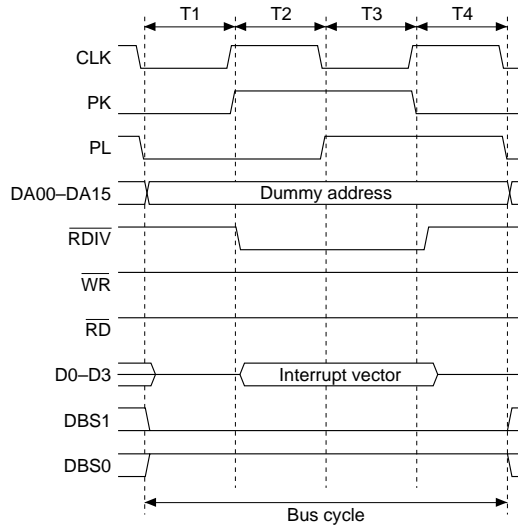 T1 T2 T3 T4
CLK
PK
PL
DA00–DA15 Dummy address
RDIV
WR
RD
D0–D3 Interrupt vector
DBS1
DBS0
Bus cycle